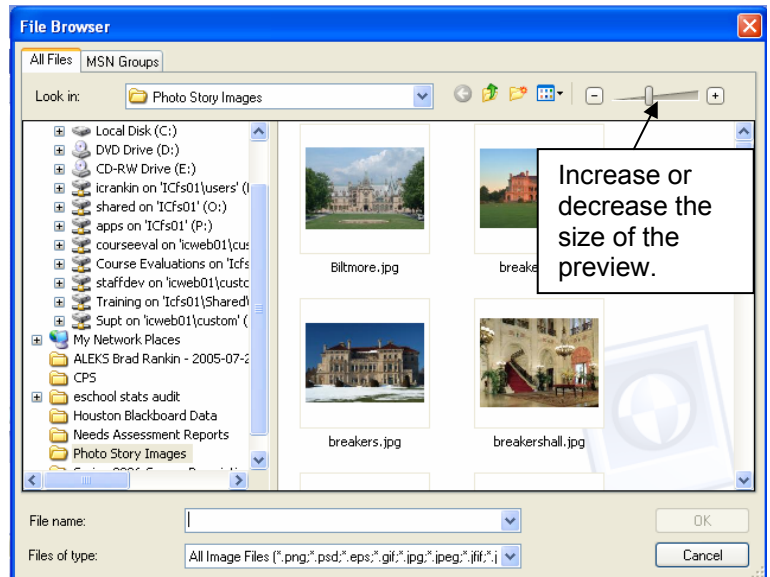 File Browser
All Files MSN Groups
Look in: Photo Story Images
Local Disk (C:)
DVD Drive (D:)
CD-RW Drive (E:)
icrankin on 'ICfs01\users' (
shared on 'ICfs01' (O:)
apps on 'ICfs01' (P:)
courseeval on 'icweb01\cus
Course Evaluations on 'Icfs
staffdev on 'icweb01\custo
Training on 'Icfs01\Shared\
Supt on 'icweb01\custom' (
My Network Places
ALEKS Brad Rankin - 2005-07-2
CPS
eschool stats audit
Houston Blackboard Data
Needs Assessment Reports
Photo Story Images
Biltmore.jpg
breake
breakers.jpg
breakershall.jpg
Increase or
decrease the
size of the
preview.
File name:
OK
Files of type: All Image Files (*.png;*.psd;*.eps;*.gif;*.jpg;*.jpeg;*.jfif;*.j
Cancel